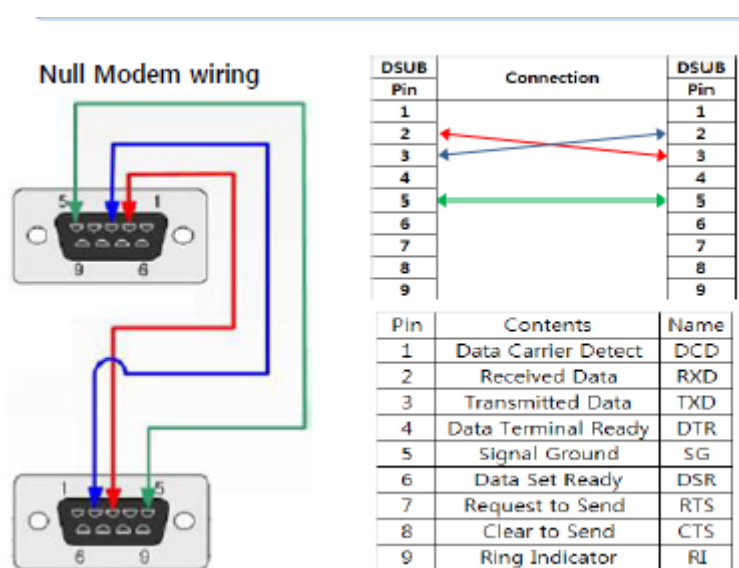 Null Modem wiring
5 1
9 6
1 5
6 9
DSUB Connection DSUB
Pin Pin
1 1
2 2
3 3
4 4
5 5
6 6
7 7
8 8
9 9
Pin Contents Name
1 Data Carrier Detect DCD
2 Received Data RXD
3 Transmitted Data TXD
4 Data Terminal Ready DTR
5 Signal Ground SG
6 Data Set Ready DSR
7 Request to Send RTS
8 Clear to Send CTS
9 Ring Indicator RI